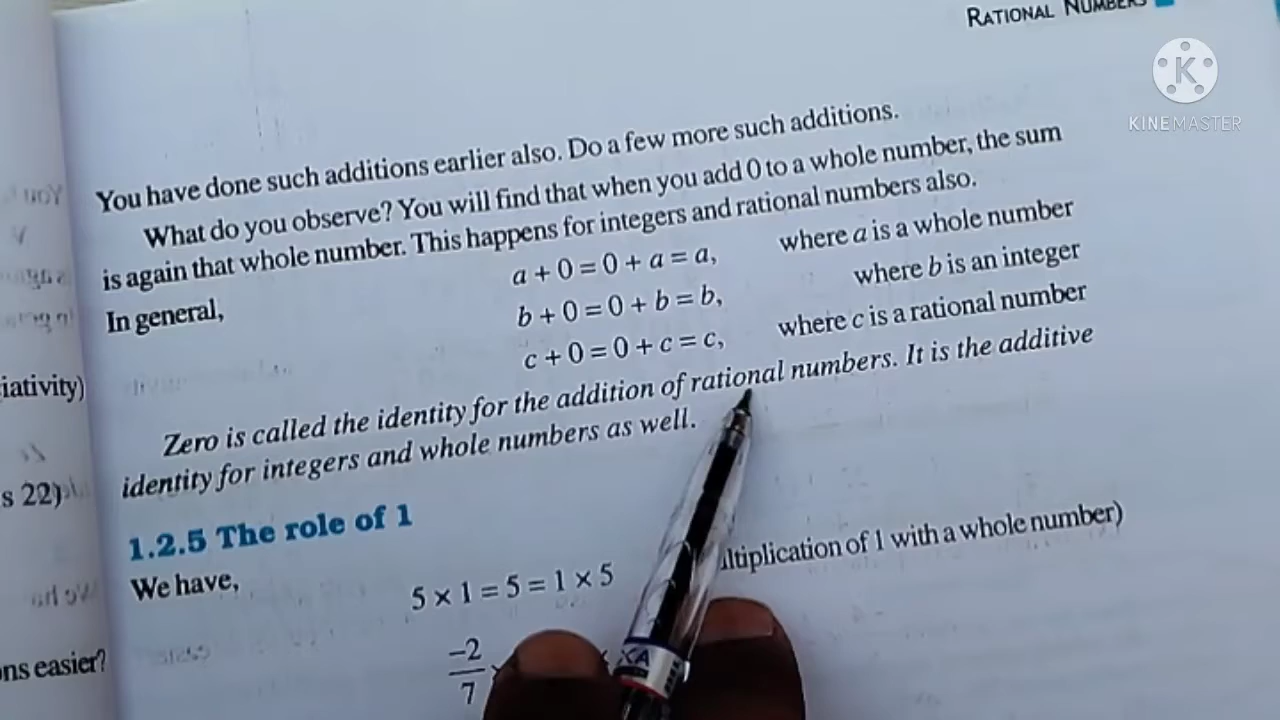 RATIONAL NUMBERS
KINEMASTER
You have done such additions earlier also. Do a few more such additions.
What do you observe? You will find that when you add 0 to a whole number, the sum
is again that whole number. This happens for integers and rational numbers also.
In general, a + 0 = 0 + a = a, where a is a whole number
b + 0 = 0 + b = b, where b is an integer
c + 0 = 0 + c = c, where c is a rational number
Zero is called the identity for the addition of rational numbers. It is the additive
identity for integers and whole numbers as well.
1.2.5 The role of 1
We have,
5 × 1 = 5 = 1 × 5 ltiplication of 1 with a whole number)
−2
7
iativity)
s 22)
ns easier?
XA